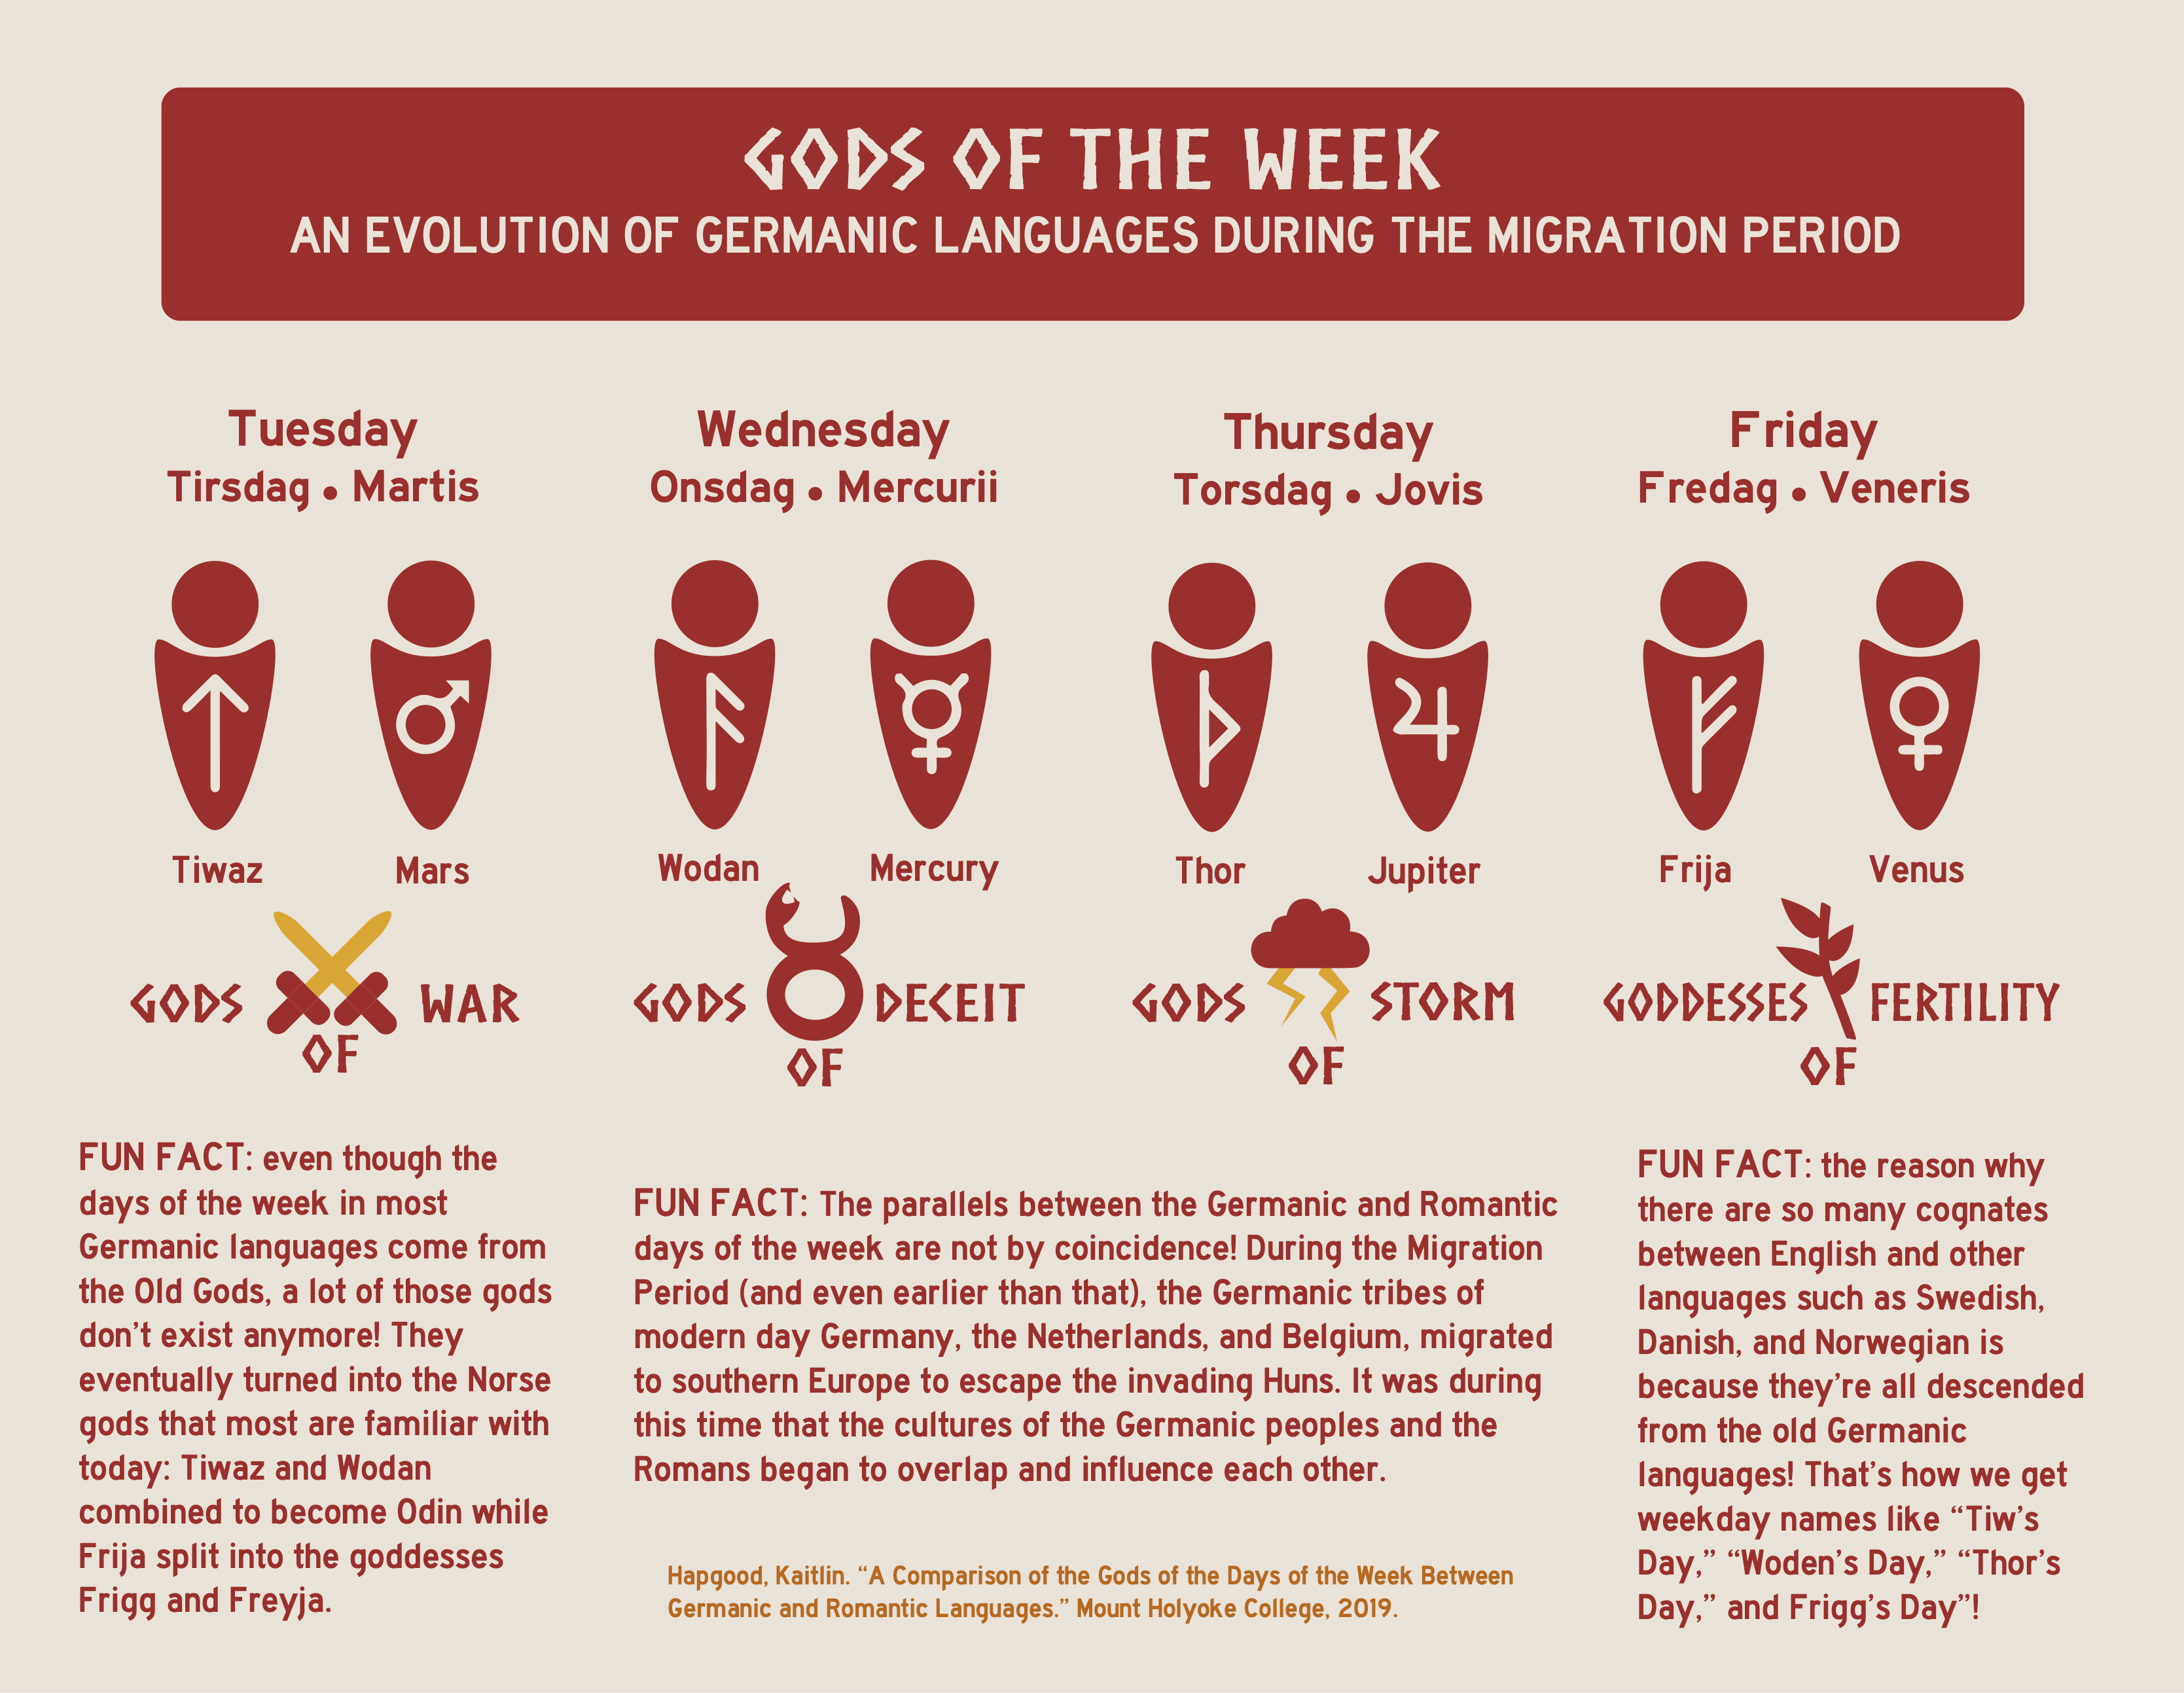 GODS OF THE WEEK
AN EVOLUTION OF GERMANIC LANGUAGES DURING THE MIGRATION PERIOD
Tuesday
Tirsdag • Martis
Tiwaz
Mars
GODS OF WAR
Wednesday
Onsdag • Mercurii
Wodan
Mercury
GODS OF DECEIT
Thursday
Torsdag • Jovis
Thor
Jupiter
GODS OF STORM
Friday
Fredag • Veneris
Frija
Venus
GODDESSES OF FERTILITY
FUN FACT: even though the
days of the week in most
Germanic languages come from
the Old Gods, a lot of those gods
don't exist anymore! They
eventually turned into the Norse
gods that most are familiar with
today: Tiwaz and Wodan
combined to become Odin while
Frija split into the goddesses
Frigg and Freyja.
FUN FACT: The parallels between the Germanic and Romantic
days of the week are not by coincidence! During the Migration
Period (and even earlier than that), the Germanic tribes of
modern day Germany, the Netherlands, and Belgium, migrated
to southern Europe to escape the invading Huns. It was during
this time that the cultures of the Germanic peoples and the
Romans began to overlap and influence each other.
Hapgood, Kaitlin. “A Comparison of the Gods of the Days of the Week Between
Germanic and Romantic Languages.” Mount Holyoke College, 2019.
FUN FACT: the reason why
there are so many cognates
between English and other
languages such as Swedish,
Danish, and Norwegian is
because they're all descended
from the old Germanic
languages! That's how we get
weekday names like “Tiw's
Day,” “Woden's Day,” “Thor's
Day,” and Frigg's Day”!